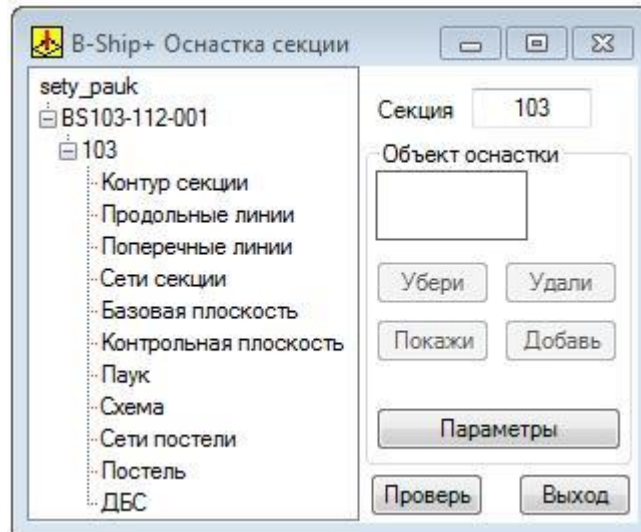 B-Ship+ Оснастка секции
sety_pauk
BS103-112-001
103
Контур секции
Продольные линии
Поперечные линии
Сети секции
Базовая плоскость
Контрольная плоскость
Паук
Схема
Сети постели
Постель
ДБС
Секция 103
Объект оснастки
Убери Удали
Покажи Добавь
Параметры
Проверь Выход